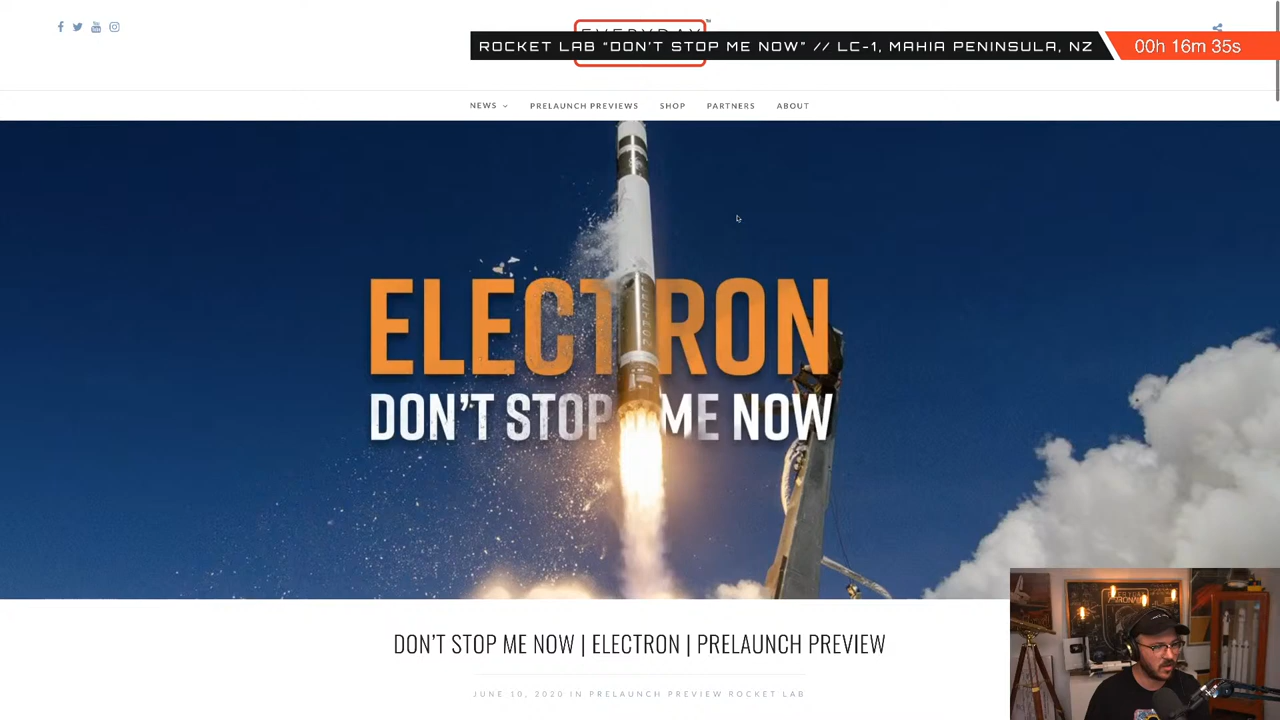 EVERYDAY
ROCKET LAB “DON’T STOP ME NOW” // LC-1, MAHIA PENINSULA, NZ
00h 16m 35s
NEWS
PRELAUNCH PREVIEWS
SHOP
PARTNERS
ABOUT
ELECTRON
DON’T STOP ME NOW
DON’T STOP ME NOW | ELECTRON | PRELAUNCH PREVIEW
JUNE 10, 2020 IN PRELAUNCH PREVIEW ROCKET LAB